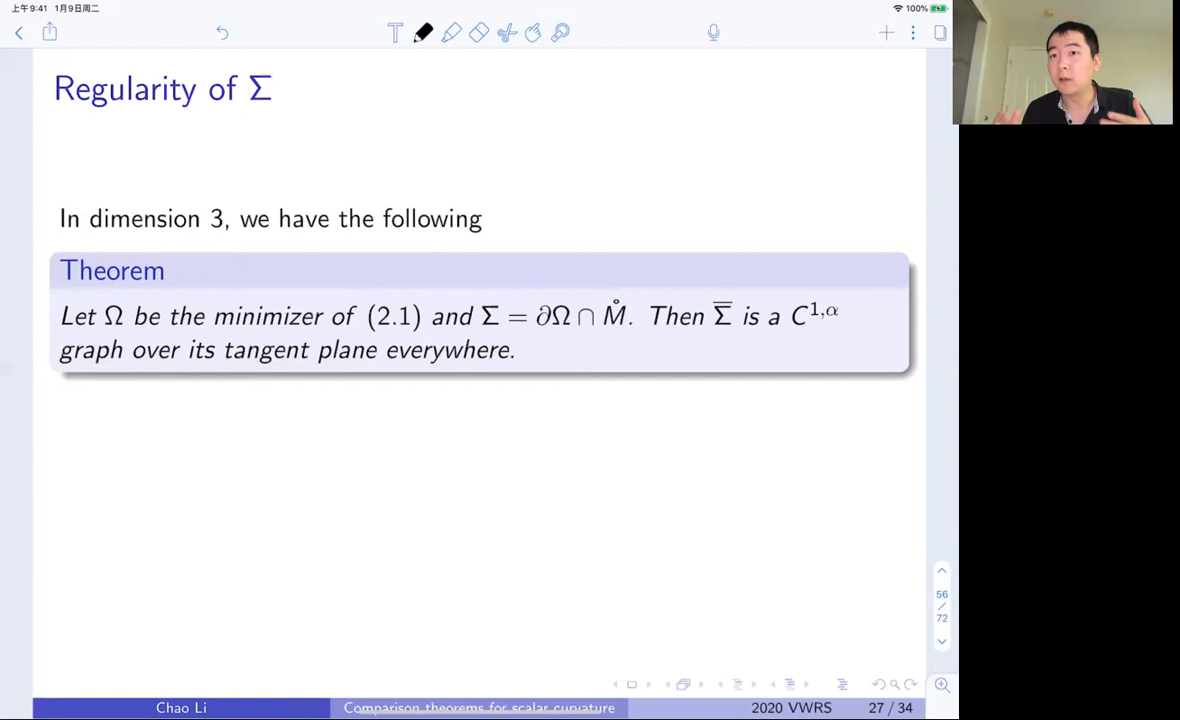 上午9:41 1月9日周二
100%
Regularity of Σ
In dimension 3, we have the following
Theorem
Let Ω be the minimizer of (2.1) and Σ = ∂Ω ∩ M̊. Then Σ̅ is a C^{1,α}
graph over its tangent plane everywhere.
56
/
72
Chao Li
Comparison theorems for scalar curvature
2020 VWRS
27 / 34